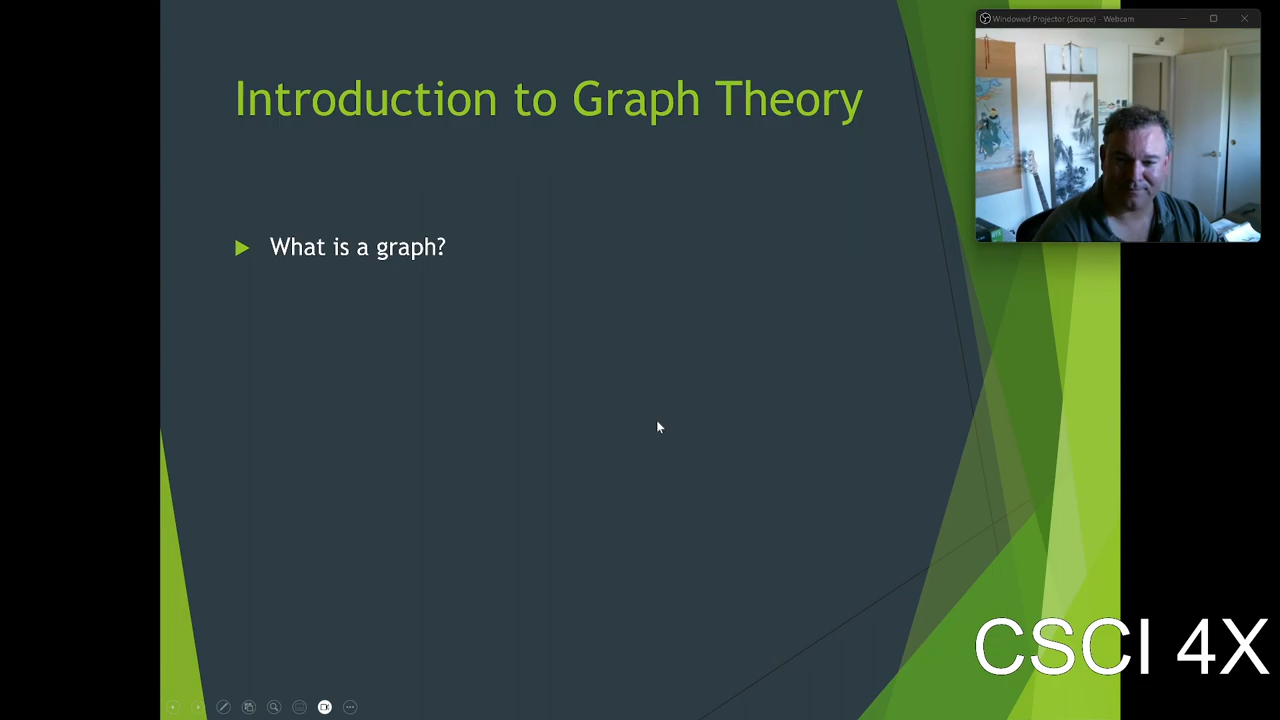 Windowed Projector (Source) - Webcam
Introduction to Graph Theory
What is a graph?
CSCI 4X